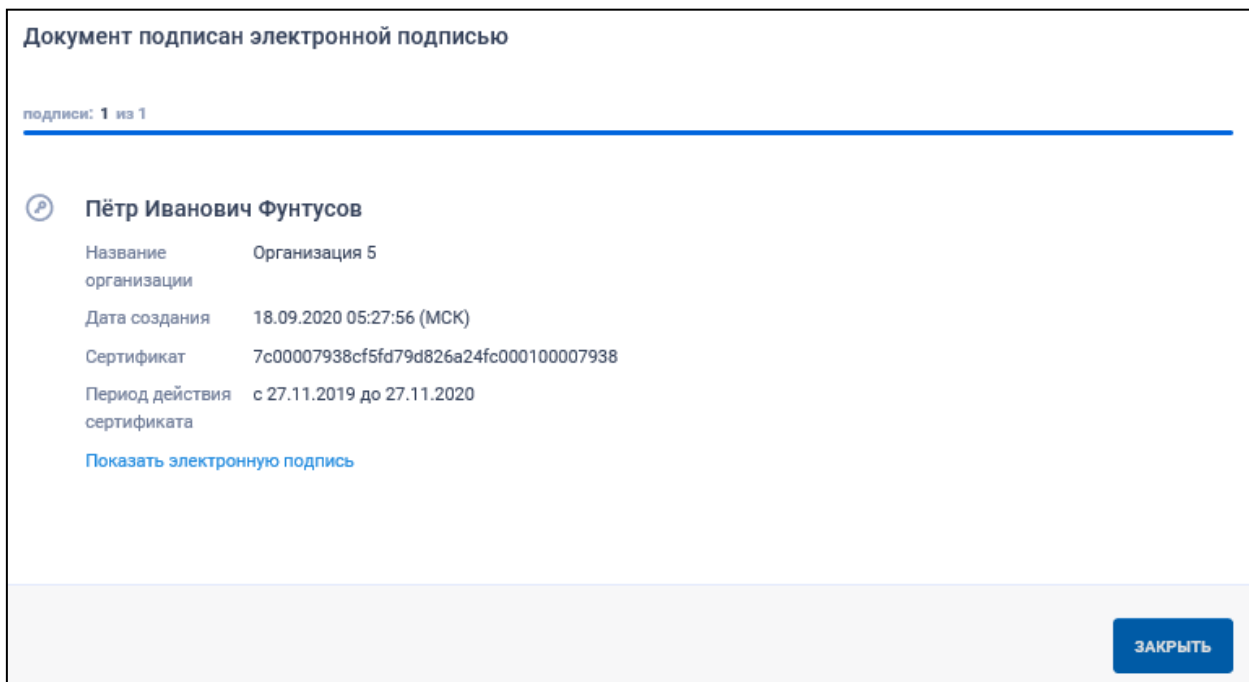 Документ подписан электронной подписью
подписи: 1 из 1
Пётр Иванович Фунтусов
Название Организация 5
организации
Дата создания 18.09.2020 05:27:56 (МСК)
Сертификат 7c00007938cf5fd79d826a24fc000100007938
Период действия с 27.11.2019 до 27.11.2020
сертификата
Показать электронную подпись
ЗАКРЫТЬ